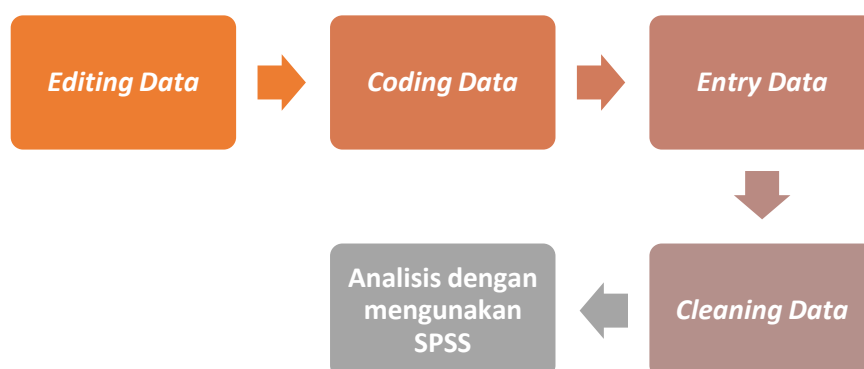 Editing Data
Coding Data
Entry Data
Cleaning Data
Analisis dengan
mengunakan
SPSS